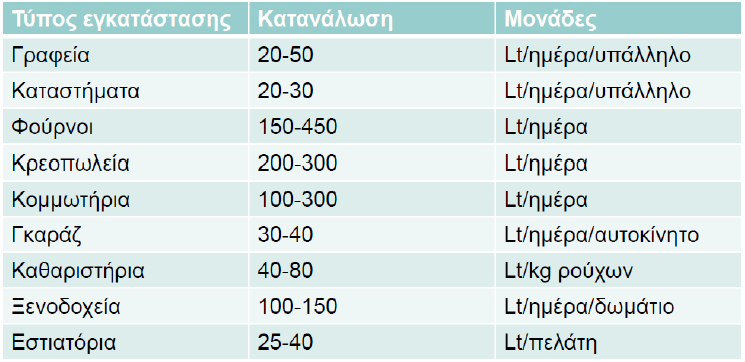 Τύπος εγκατάστασης Κατανάλωση Μονάδες
Γραφεία 20-50 Lt/ημέρα/υπάλληλο
Καταστήματα 20-30 Lt/ημέρα/υπάλληλο
Φούρνοι 150-450 Lt/ημέρα
Κρεοπωλεία 200-300 Lt/ημέρα
Κομμωτήρια 100-300 Lt/ημέρα
Γκαράζ 30-40 Lt/ημέρα/αυτοκίνητο
Καθαριστήρια 40-80 Lt/kg ρούχων
Ξενοδοχεία 100-150 Lt/ημέρα/δωμάτιο
Εστιατόρια 25-40 Lt/πελάτη